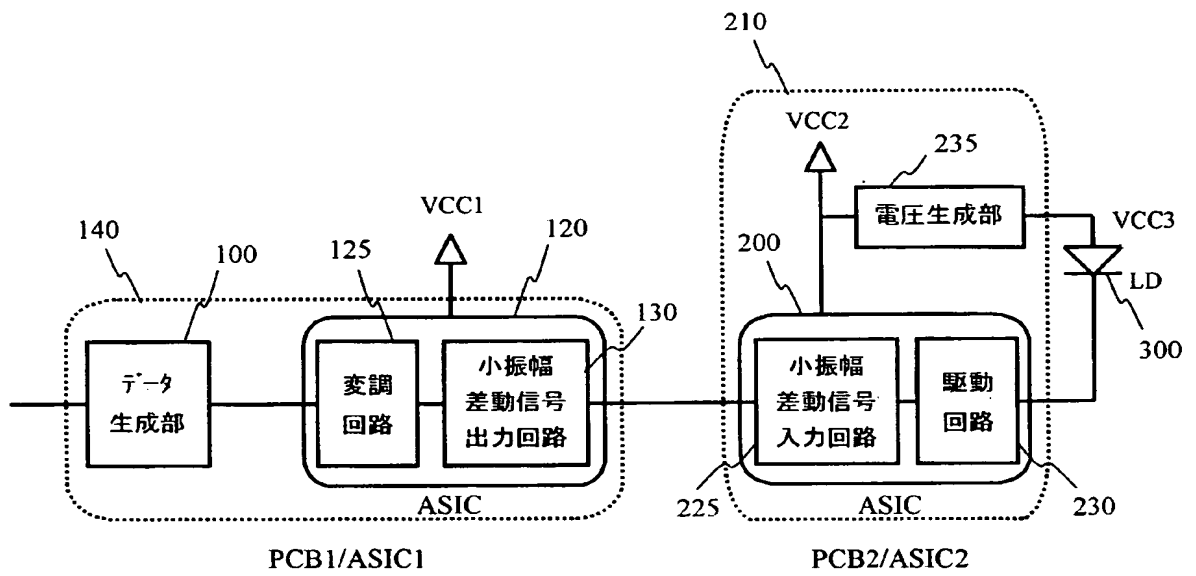 210
VCC2
235
電圧生成部
VCC3
LD
300
VCC1
140
100
125
120
130
200
データ
生成部
変調
回路
小振幅
差動信号
出力回路
ASIC
小振幅
差動信号
入力回路
駆動
回路
225
ASIC
230
PCB1/ASIC1
PCB2/ASIC2